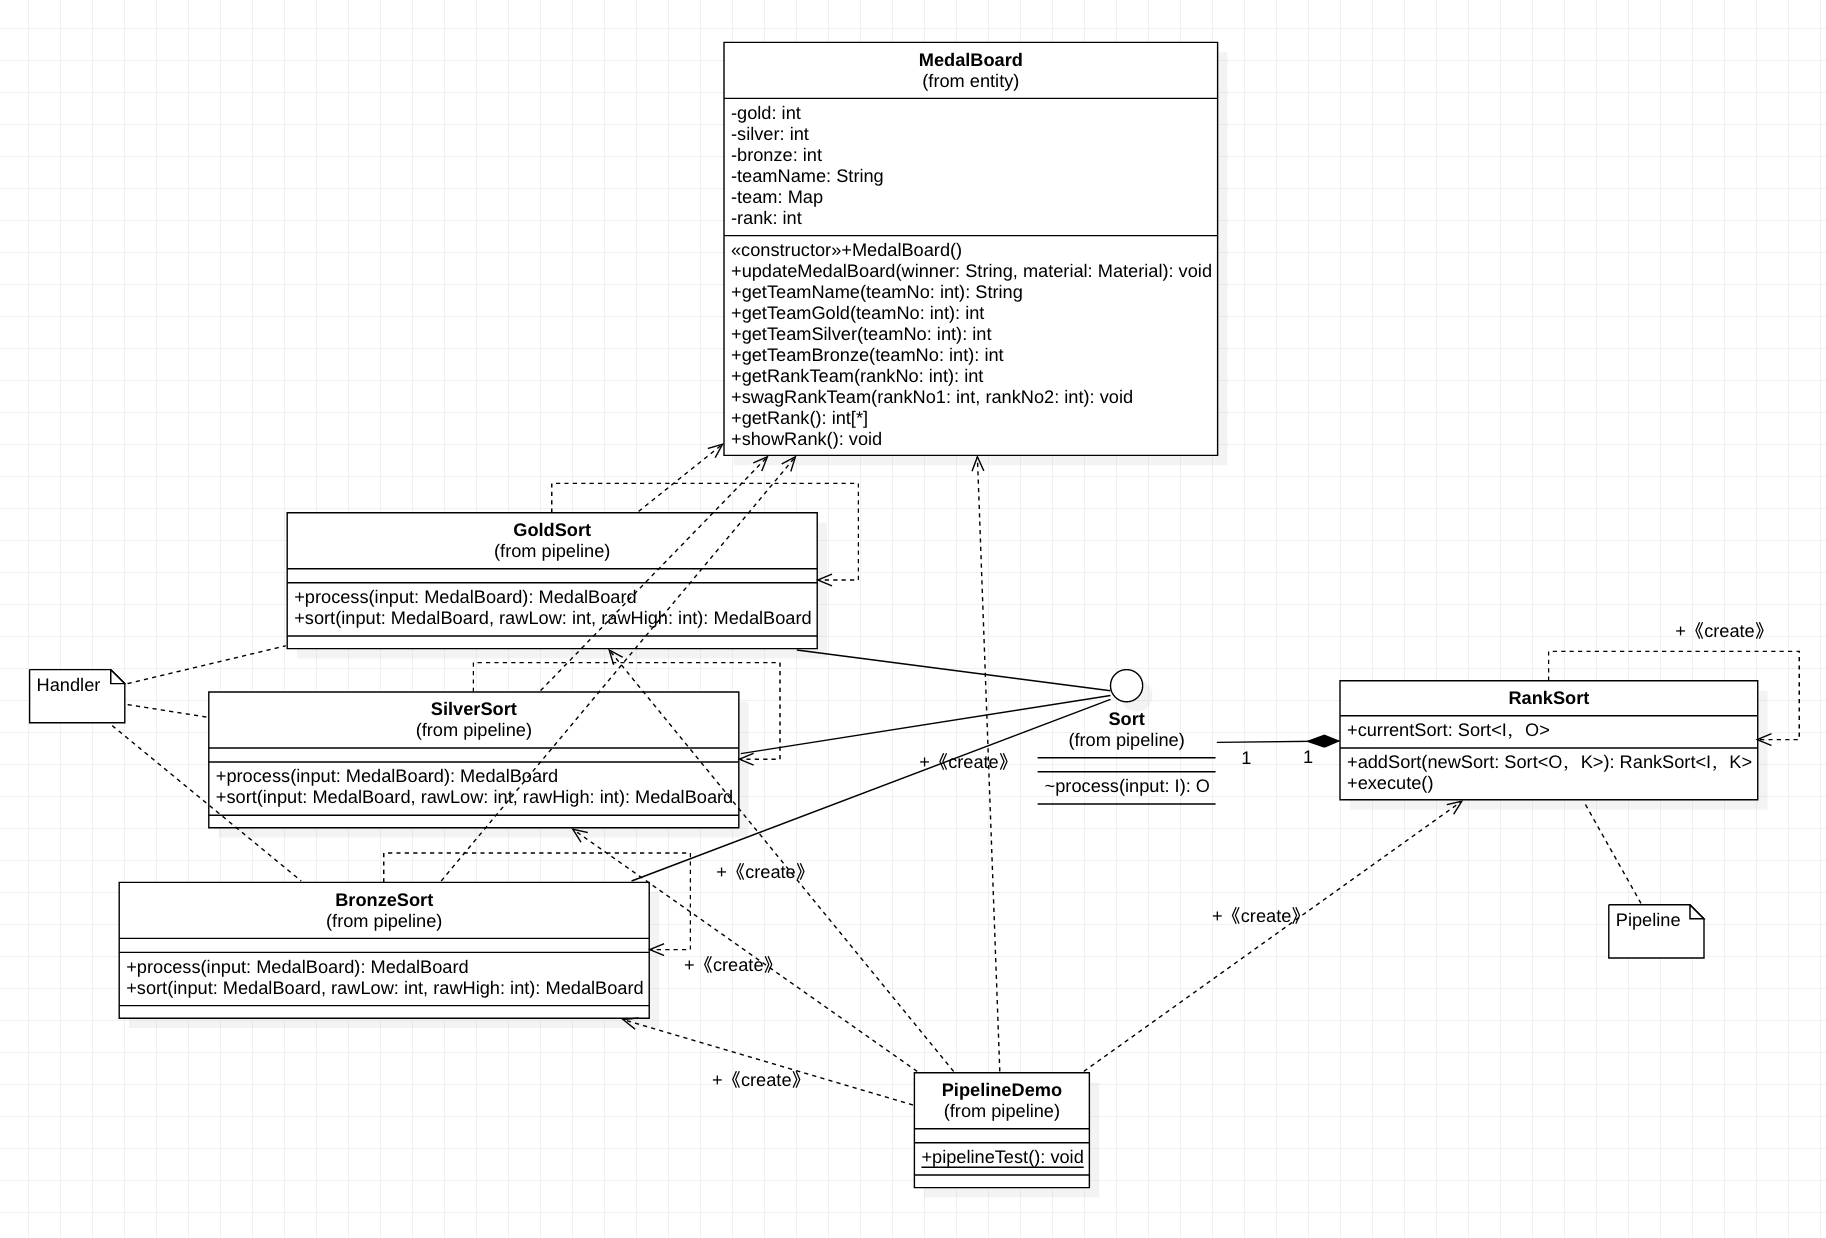 MedalBoard
(from entity)
-gold: int
-silver: int
-bronze: int
-teamName: String
-team: Map
-rank: int
«constructor»+MedalBoard()
+updateMedalBoard(winner: String, material: Material): void
+getTeamName(teamNo: int): String
+getTeamGold(teamNo: int): int
+getTeamSilver(teamNo: int): int
+getTeamBronze(teamNo: int): int
+getRankTeam(rankNo: int): int
+swagRankTeam(rankNo1: int, rankNo2: int): void
+getRank(): int[*]
+showRank(): void
GoldSort
(from pipeline)
+process(input: MedalBoard): MedalBoard
+sort(input: MedalBoard, rawLow: int, rawHigh: int): MedalBoard
Handler
SilverSort
(from pipeline)
+process(input: MedalBoard): MedalBoard
+sort(input: MedalBoard, rawLow: int, rawHigh: int): MedalBoard
Sort
(from pipeline)
~process(input: I): O
+《create》
1
1
+《create》
RankSort
+currentSort: Sort<I，O>
+addSort(newSort: Sort<O，K>): RankSort<I，K>
+execute()
BronzeSort
(from pipeline)
+process(input: MedalBoard): MedalBoard
+sort(input: MedalBoard, rawLow: int, rawHigh: int): MedalBoard
+《create》
+《create》
+《create》
+《create》
Pipeline
PipelineDemo
(from pipeline)
+pipelineTest(): void